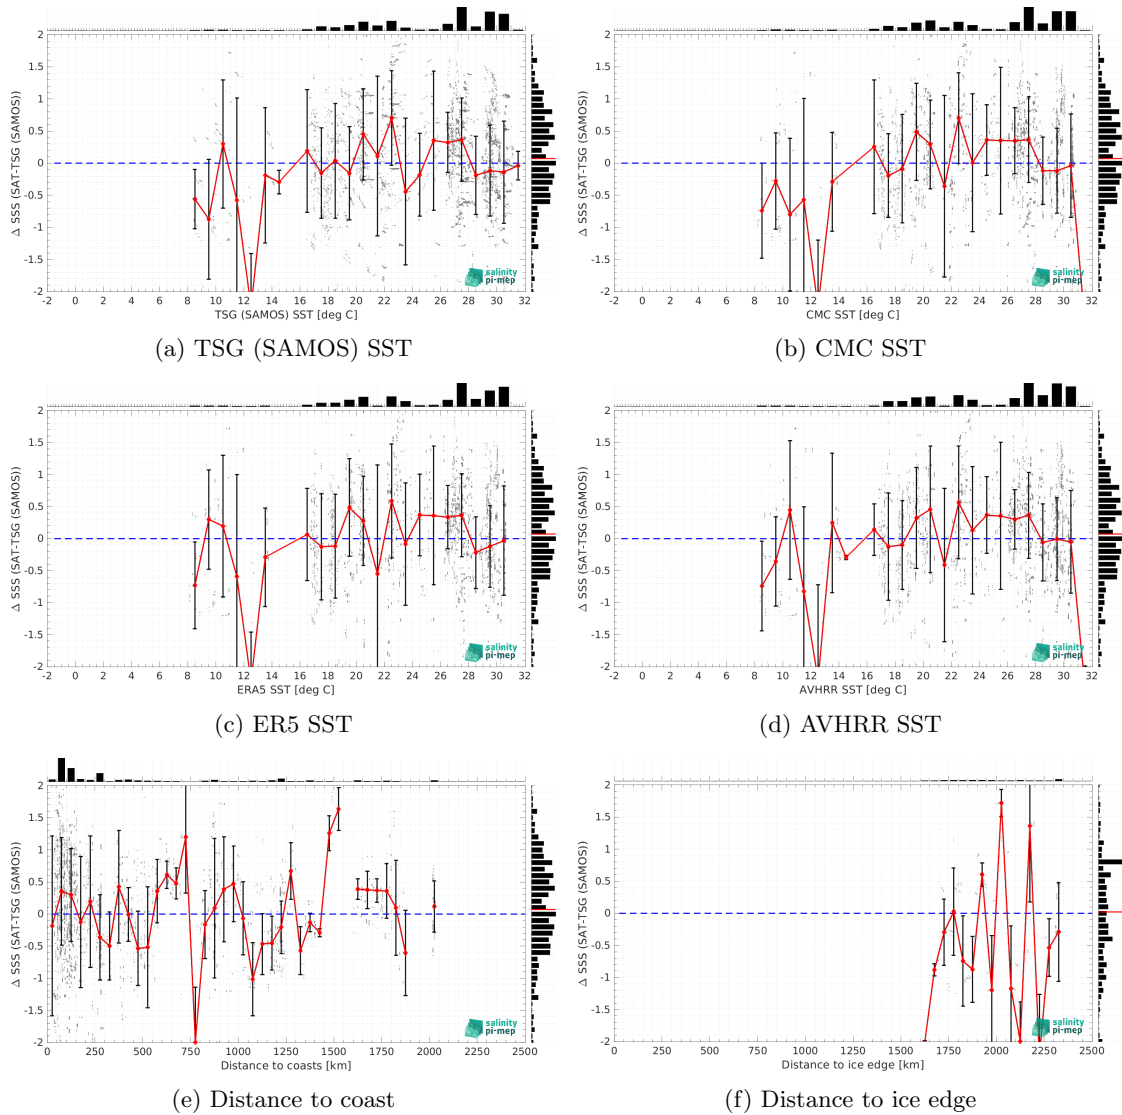 2
1.5
1
0.5
0
-0.5
-1
-1.5
-2
Δ SSS (SAT-TSG (SAMOS))
-2 0 2 4 6 8 10 12 14 16 18 20 22 24 26 28 30 32
TSG (SAMOS) SST [deg C]
salinity
pi-mep
(a) TSG (SAMOS) SST
2
1.5
1
0.5
0
-0.5
-1
-1.5
-2
Δ SSS (SAT-TSG (SAMOS))
-2 0 2 4 6 8 10 12 14 16 18 20 22 24 26 28 30 32
CMC SST [deg C]
salinity
pi-mep
(b) CMC SST
2
1.5
1
0.5
0
-0.5
-1
-1.5
-2
Δ SSS (SAT-TSG (SAMOS))
-2 0 2 4 6 8 10 12 14 16 18 20 22 24 26 28 30 32
ERA5 SST [deg C]
salinity
pi-mep
(c) ER5 SST
2
1.5
1
0.5
0
-0.5
-1
-1.5
-2
Δ SSS (SAT-TSG (SAMOS))
-2 0 2 4 6 8 10 12 14 16 18 20 22 24 26 28 30 32
AVHRR SST [deg C]
salinity
pi-mep
(d) AVHRR SST
2
1.5
1
0.5
0
-0.5
-1
-1.5
-2
Δ SSS (SAT-TSG (SAMOS))
0 250 500 750 1000 1250 1500 1750 2000 2250 2500
Distance to coasts [km]
salinity
pi-mep
(e) Distance to coast
2
1.5
1
0.5
0
-0.5
-1
-1.5
-2
Δ SSS (SAT-TSG (SAMOS))
0 250 500 750 1000 1250 1500 1750 2000 2250 2500
Distance to ice edge [km]
salinity
pi-mep
(f) Distance to ice edge